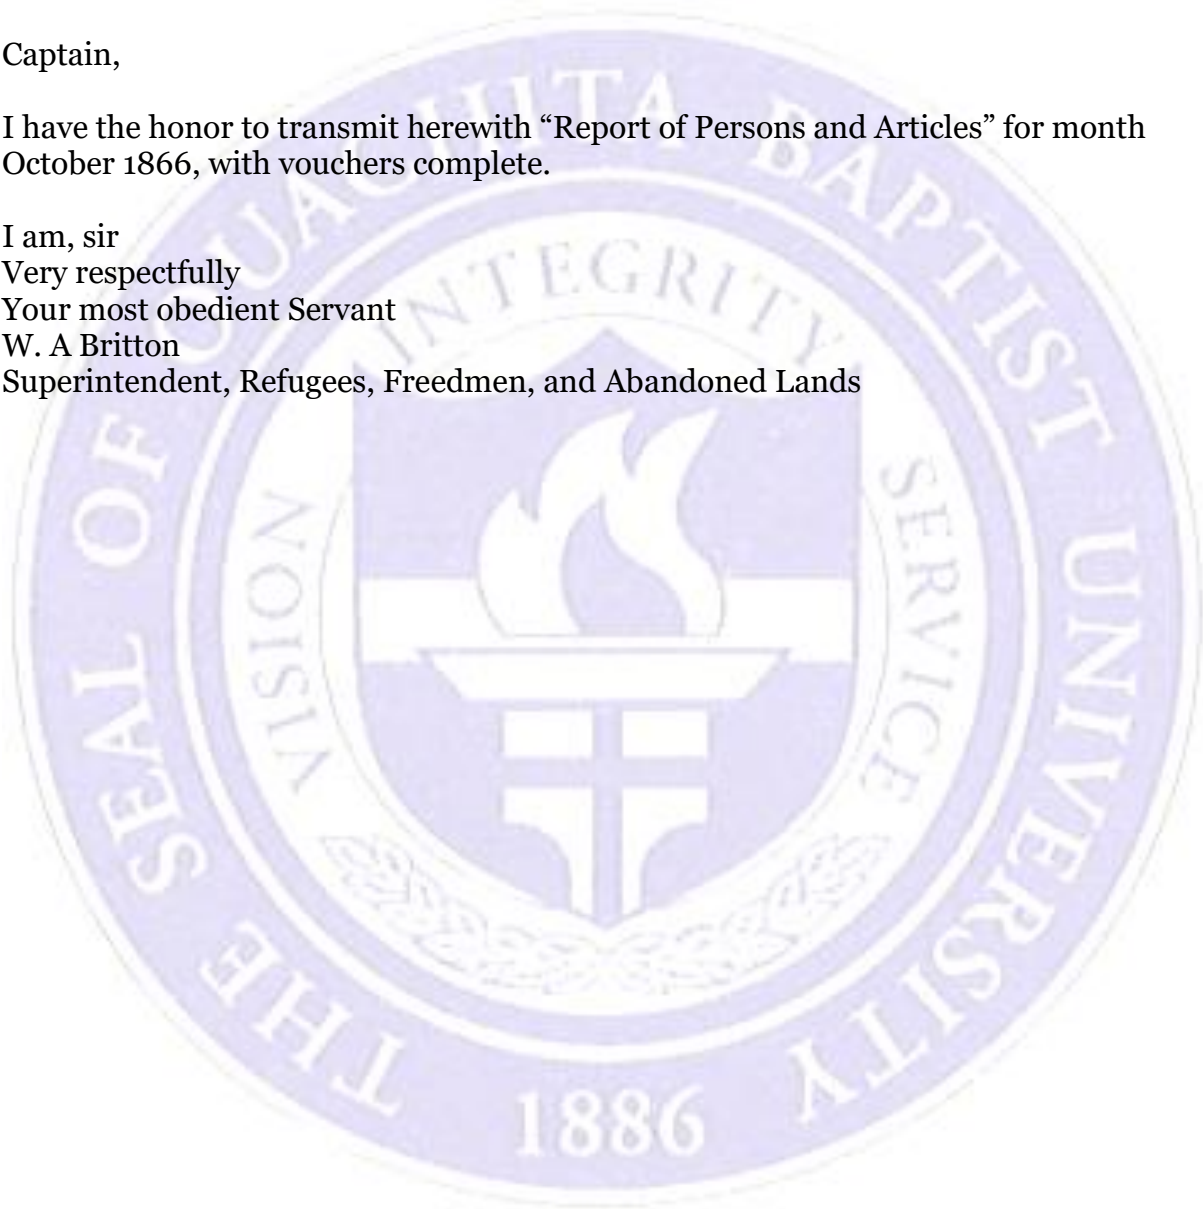 Captain,
I have the honor to transmit herewith “Report of Persons and Articles” for month
October 1866, with vouchers complete.
I am, sir
Very respectfully
Your most obedient Servant
W. A Britton
Superintendent, Refugees, Freedmen, and Abandoned Lands
THE SEAL OF OUACHITA BAPTIST UNIVERSITY
VISION INTEGRITY SERVICE
1886